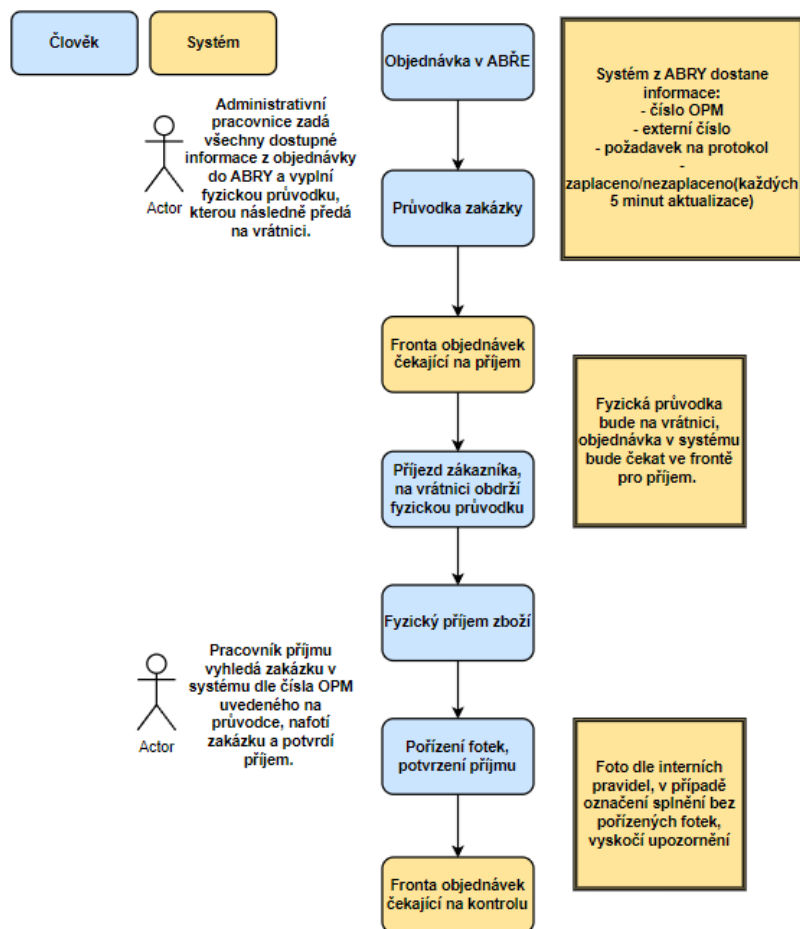 Člověk
Systém
Objednávka v ABŘE
Systém z ABRY dostane
informace:
- číslo OPM
- externí číslo
- požadavek na protokol
-
zaplaceno/nezaplaceno(každých
5 minut aktualizace)
Administrativní
pracovnice zadá
všechny dostupné
informace z objednávky
do ABRY a vyplní
fyzickou průvodku,
kterou následně předá
na vrátnici.
Actor
Průvodka zakázky
Fronta objednávek
čekající na příjem
Fyzická průvodka
bude na vrátnici,
objednávka v systému
bude čekat ve frontě
pro příjem.
Příjezd zákazníka,
na vrátnici obdrží
fyzickou průvodku
Fyzický příjem zboží
Pracovník příjmu
vyhledá zakázku v
systému dle čísla OPM
uvedeného na
průvodce, nafotí
zakázku a potvrdí
příjem.
Actor
Pořízení fotek,
potvrzení příjmu
Foto dle interních
pravidel, v případě
označení splnění bez
pořízených fotek,
vyskočí upozornění
Fronta objednávek
čekající na kontrolu